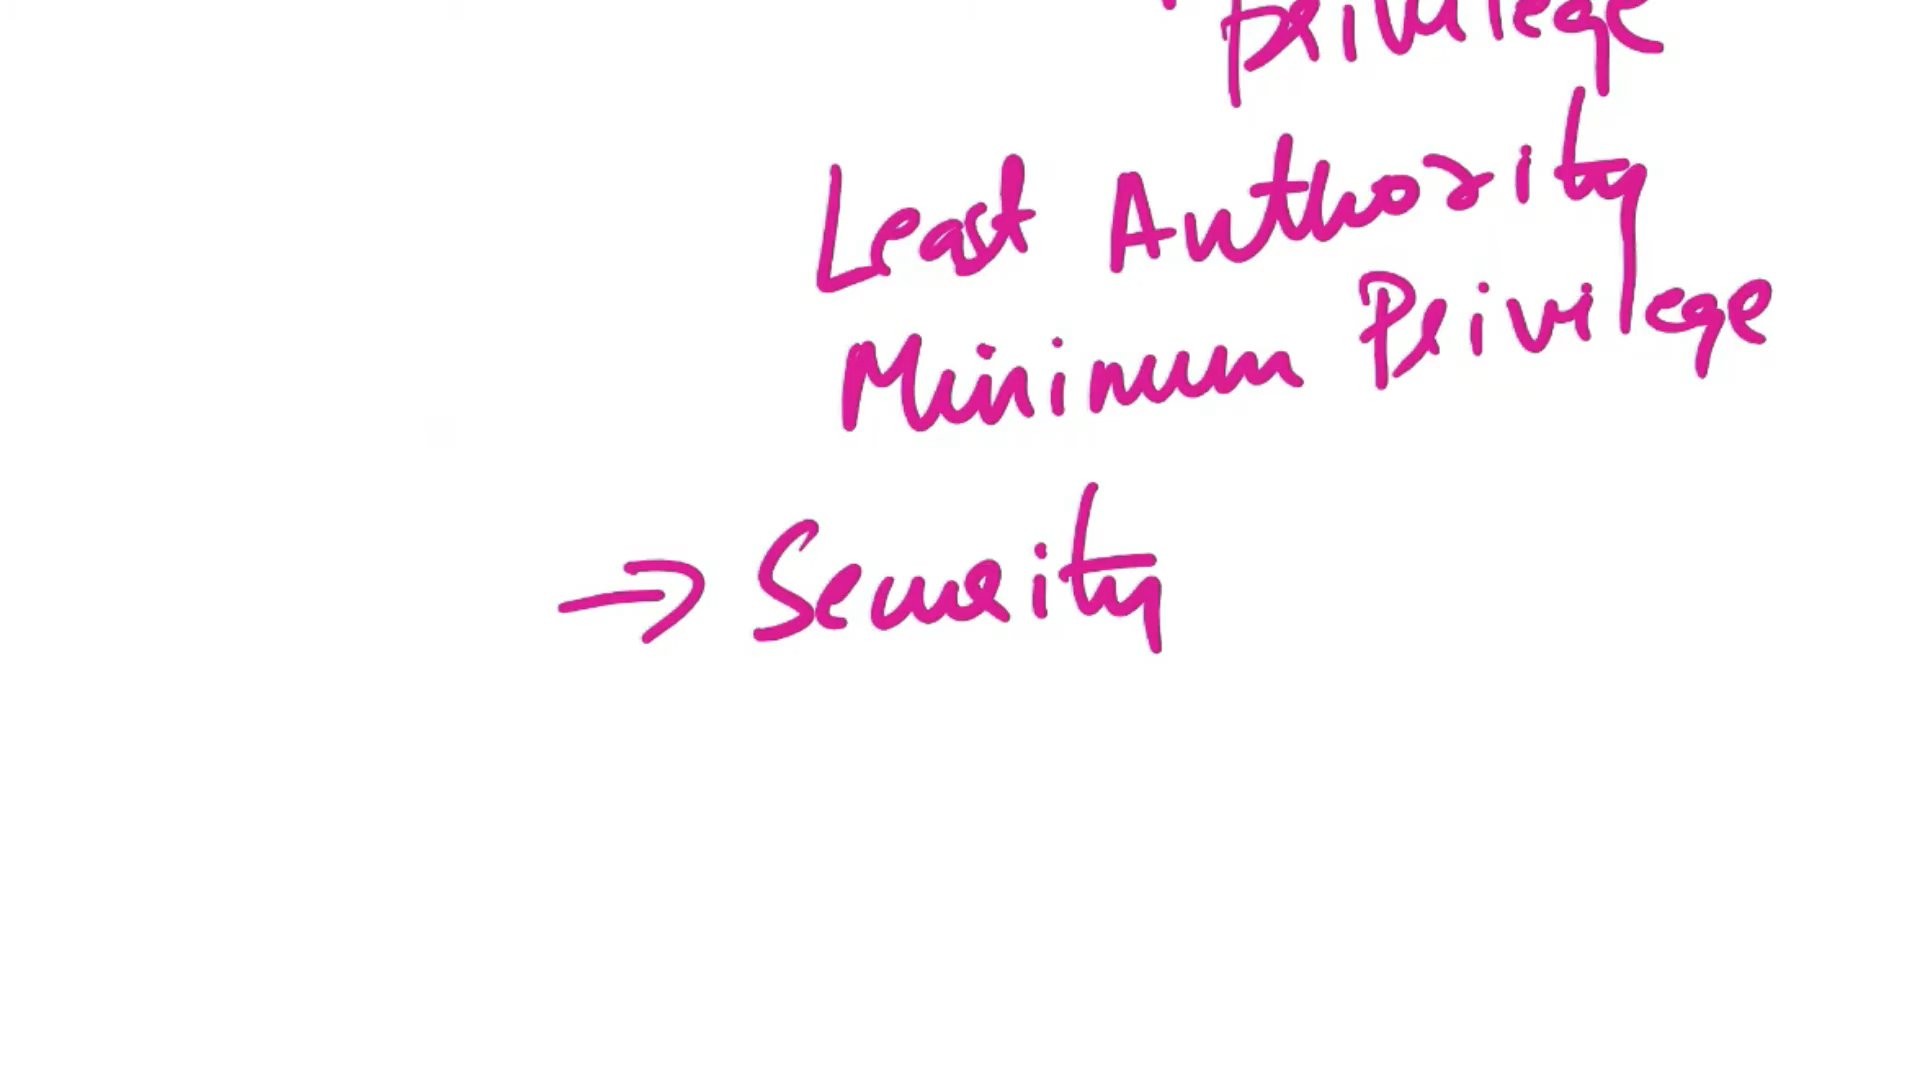 privilege
Least Authority
Minimum Privilege
→ Security